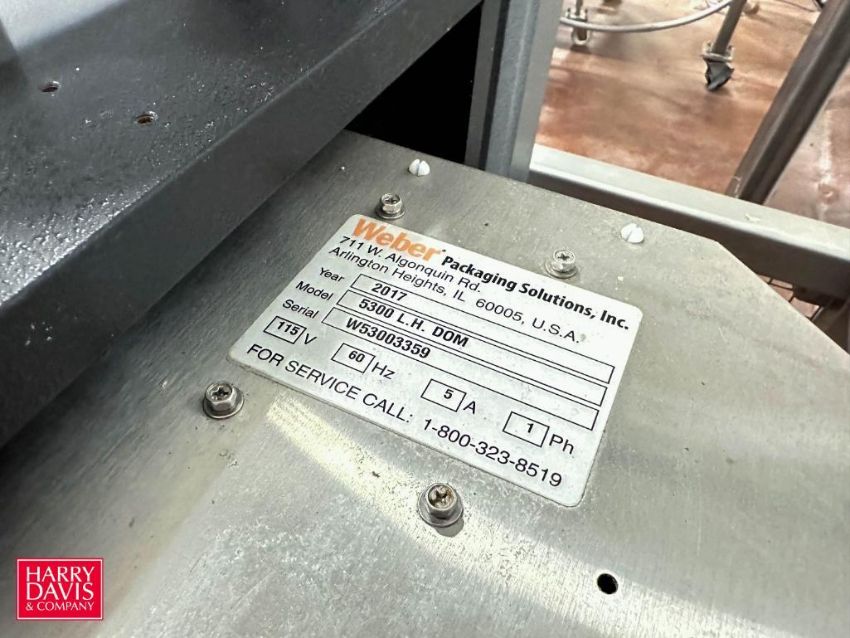 Weber Packaging Solutions, Inc.
711 W. Algonquin Rd.
Arlington Heights, IL 60005, U.S.A.
Year 2017
Model 5300 L.H. DOM
Serial W53003359
115 V 60 Hz 5 A 1 Ph
FOR SERVICE CALL: 1-800-323-8519
HARRY
DAVIS
& COMPANY